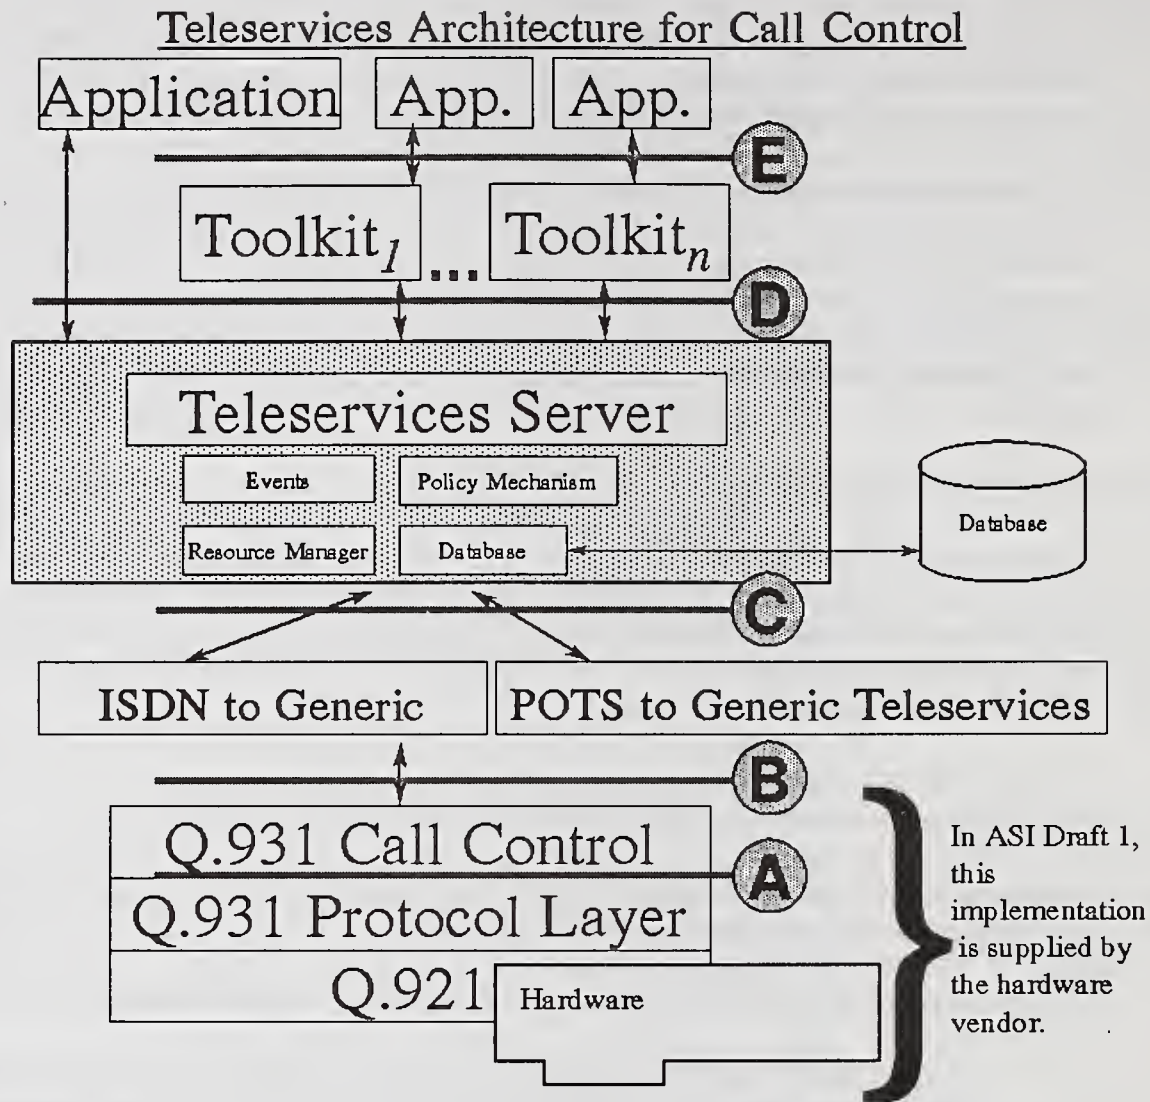 Teleservices Architecture for Call Control
Application
App.
App.
E
Toolkit1
...
Toolkitn
D
Teleservices Server
Events
Policy Mechanism
Resource Manager
Database
Database
C
ISDN to Generic
POTS to Generic Teleservices
B
Q.931 Call Control
A
Q.931 Protocol Layer
Q.921
Hardware
In ASI Draft 1,
this
implementation
is supplied by
the hardware
vendor.